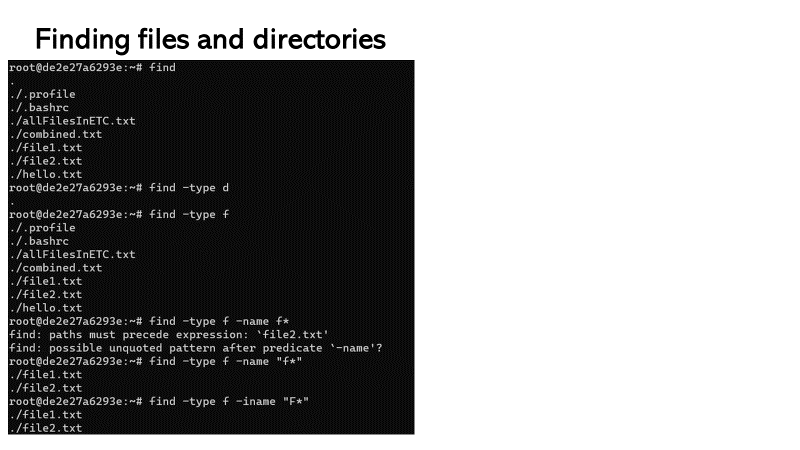 Finding files and directories
root@de2e27a6293e:~# find
.
./.profile
./.bashrc
./allFilesInETC.txt
./combined.txt
./file1.txt
./file2.txt
./hello.txt
root@de2e27a6293e:~# find -type d
.
root@de2e27a6293e:~# find -type f
./.profile
./.bashrc
./allFilesInETC.txt
./combined.txt
./file1.txt
./file2.txt
./hello.txt
root@de2e27a6293e:~# find -type f -name f*
find: paths must precede expression: `file2.txt'
find: possible unquoted pattern after predicate `-name'?
root@de2e27a6293e:~# find -type f -name "f*"
./file1.txt
./file2.txt
root@de2e27a6293e:~# find -type f -iname "F*"
./file1.txt
./file2.txt